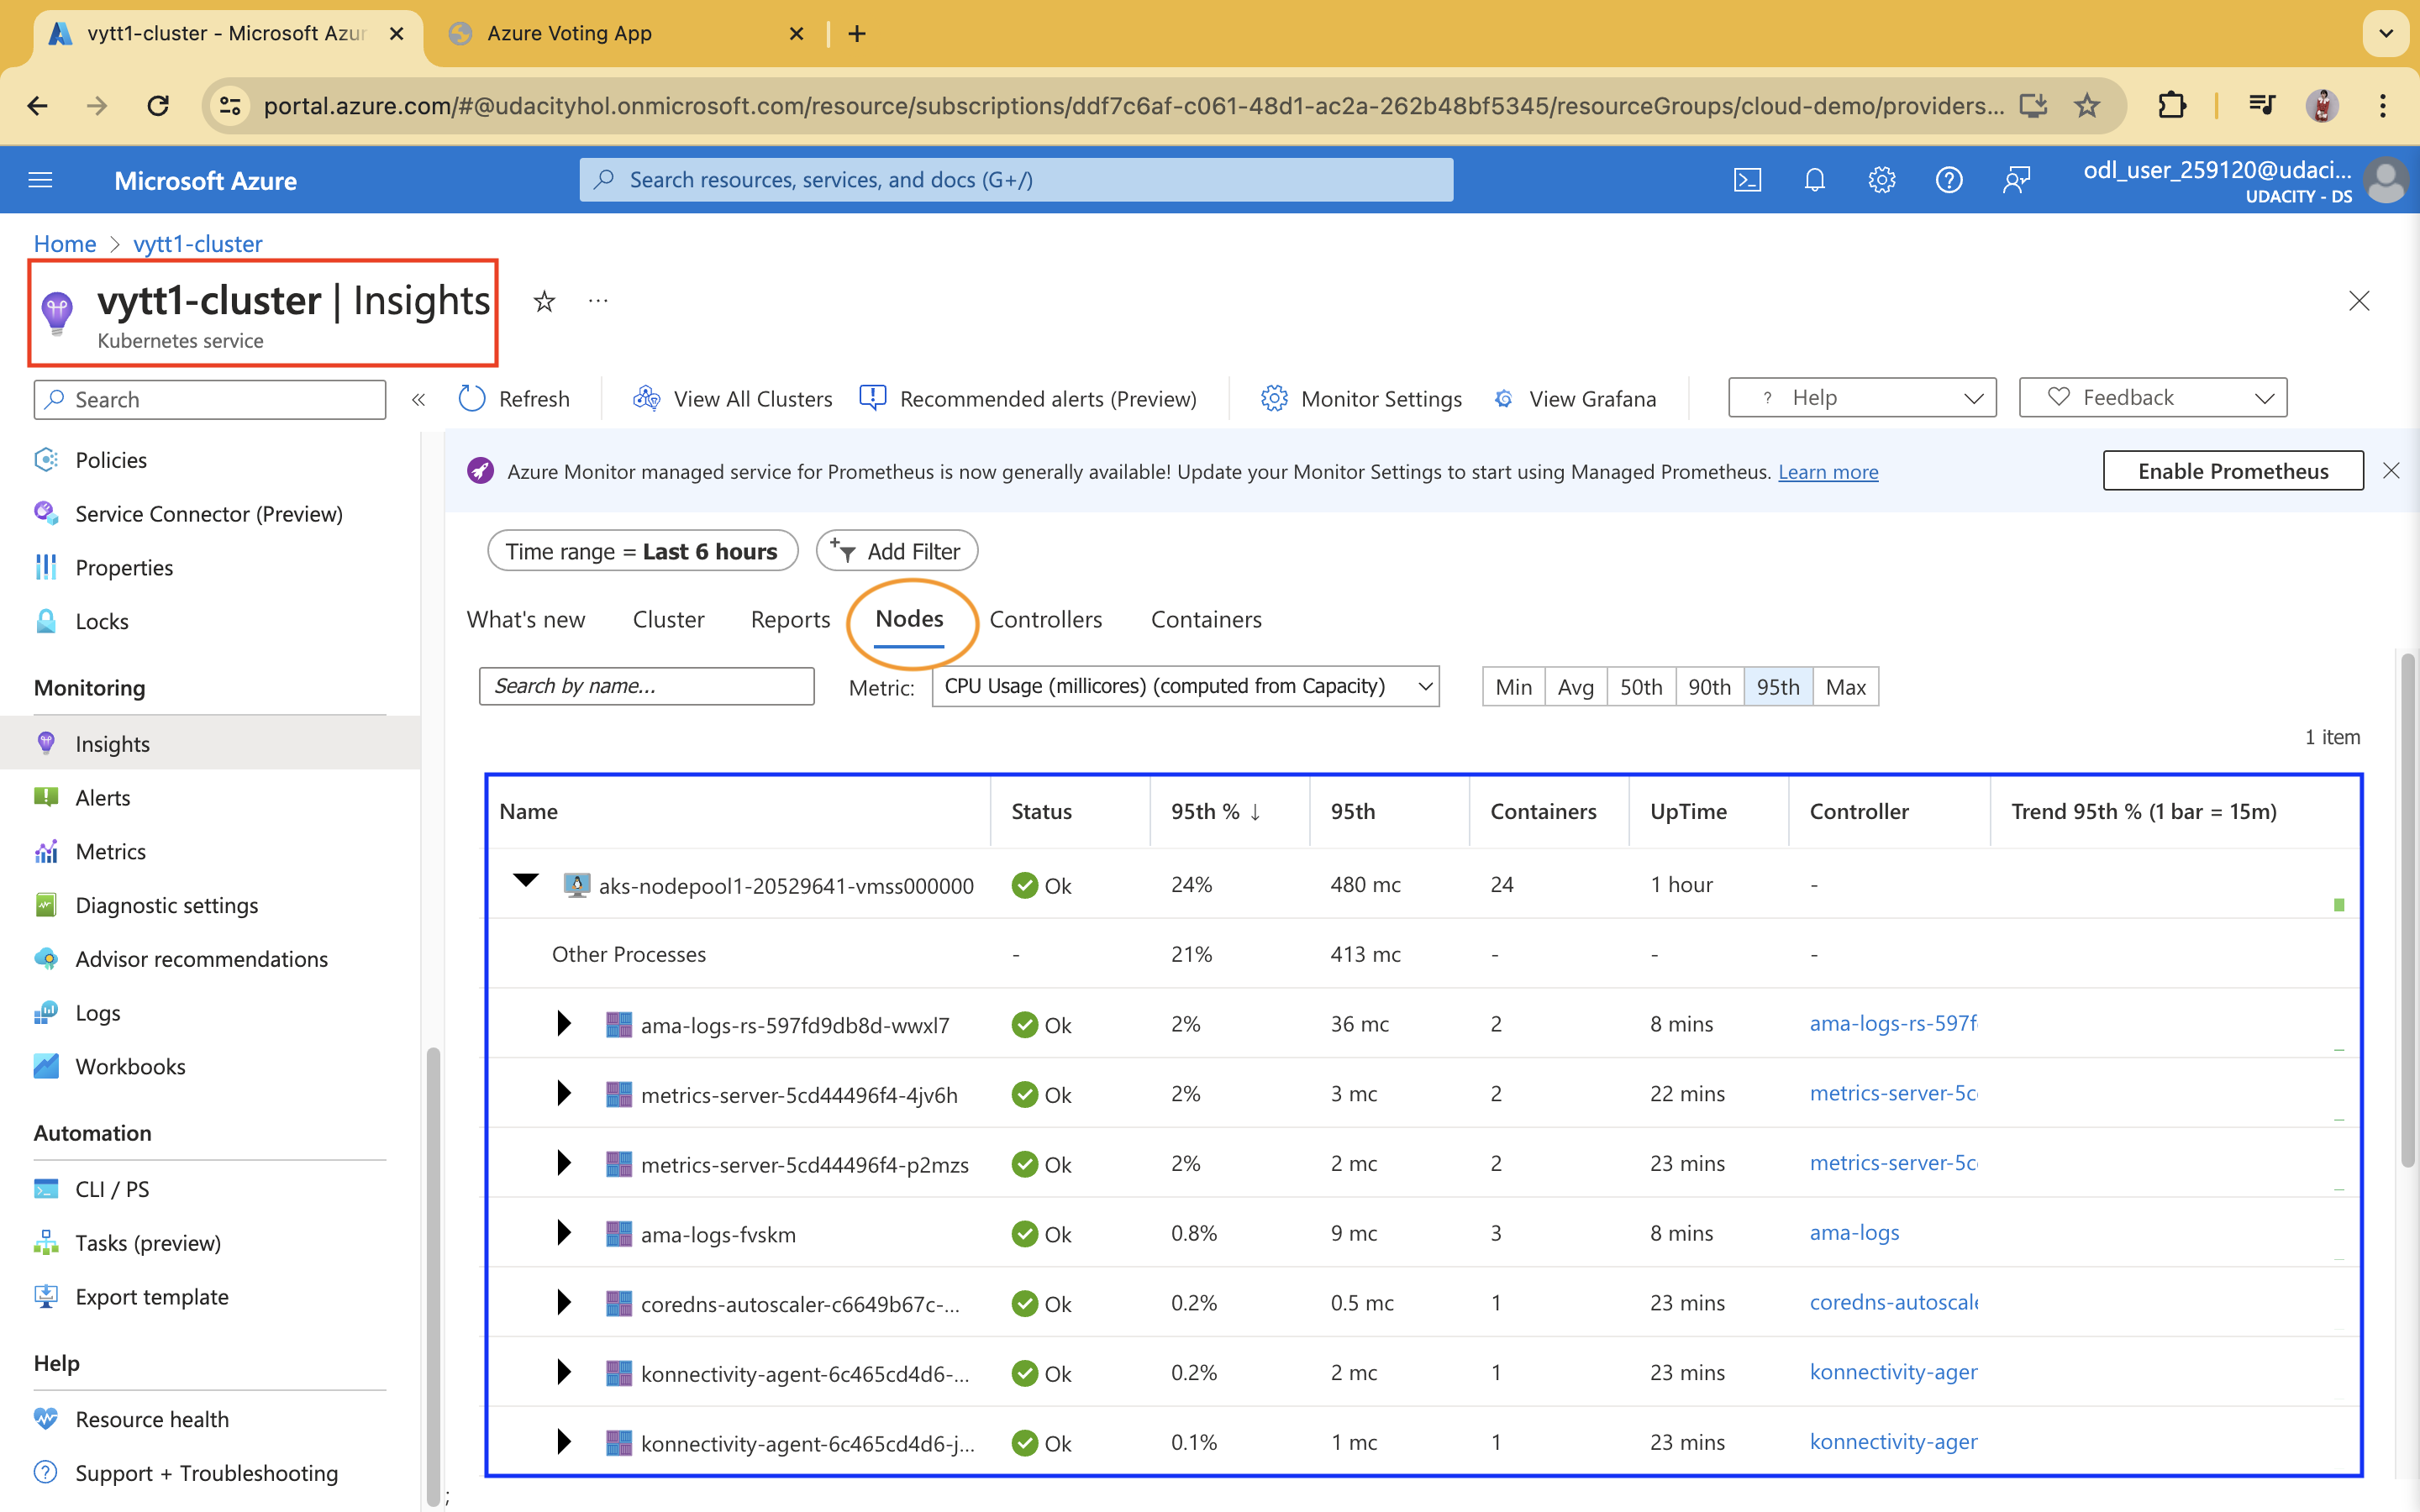 vytt1-cluster - Microsoft Azur
Azure Voting App
portal.azure.com/#@udacityhol.onmicrosoft.com/resource/subscriptions/ddf7c6af-c061-48d1-ac2a-262b48bf5345/resourceGroups/cloud-demo/providers...
Microsoft Azure
Search resources, services, and docs (G+/)
odl_user_259120@udaci...
UDACITY - DS
Home > vytt1-cluster
vytt1-cluster | Insights
Kubernetes service
Search
Refresh
View All Clusters
Recommended alerts (Preview)
Monitor Settings
View Grafana
? Help
Feedback
Policies
Service Connector (Preview)
Properties
Locks
Monitoring
Insights
Alerts
Metrics
Diagnostic settings
Advisor recommendations
Logs
Workbooks
Automation
CLI / PS
Tasks (preview)
Export template
Help
Resource health
Support + Troubleshooting
Azure Monitor managed service for Prometheus is now generally available! Update your Monitor Settings to start using Managed Prometheus. Learn more
Enable Prometheus
Time range = Last 6 hours
Add Filter
What's new Cluster Reports Nodes Controllers Containers
Search by name...
Metric: CPU Usage (millicores) (computed from Capacity)
Min Avg 50th 90th 95th Max
1 item
Name Status 95th % ↓ 95th Containers UpTime Controller Trend 95th % (1 bar = 15m)
aks-nodepool1-20529641-vmss000000 Ok 24% 480 mc 24 1 hour -
Other Processes - 21% 413 mc - - -
ama-logs-rs-597fd9db8d-wwxl7 Ok 2% 36 mc 2 8 mins ama-logs-rs-597f
metrics-server-5cd44496f4-4jv6h Ok 2% 3 mc 2 22 mins metrics-server-5c
metrics-server-5cd44496f4-p2mzs Ok 2% 2 mc 2 23 mins metrics-server-5c
ama-logs-fvskm Ok 0.8% 9 mc 3 8 mins ama-logs
coredns-autoscaler-c6649b67c-... Ok 0.2% 0.5 mc 1 23 mins coredns-autoscale
konnectivity-agent-6c465cd4d6-... Ok 0.2% 2 mc 1 23 mins konnectivity-agen
konnectivity-agent-6c465cd4d6-j... Ok 0.1% 1 mc 1 23 mins konnectivity-agen
;